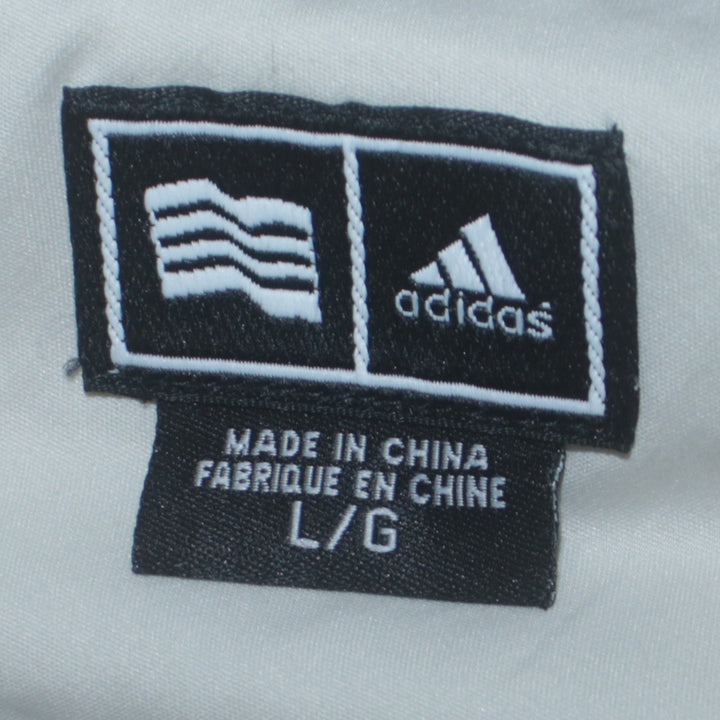 adidas
MADE IN CHINA
FABRIQUE EN CHINE
L/G